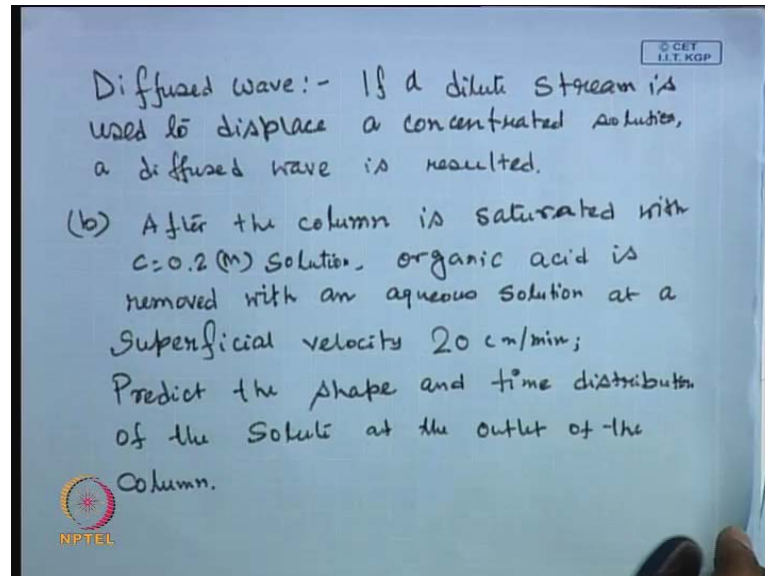 © CET
I.I.T. KGP
Diffused wave:- If a dilute stream is
used to displace a concentrated solution,
a diffused wave is resulted.
(b) After the column is saturated with
C=0.2 (M) solution. organic acid is
removed with an aqueous solution at a
superficial velocity 20 cm/min;
Predict the shape and time distribution
of the solute at the outlet of the
column.
NPTEL